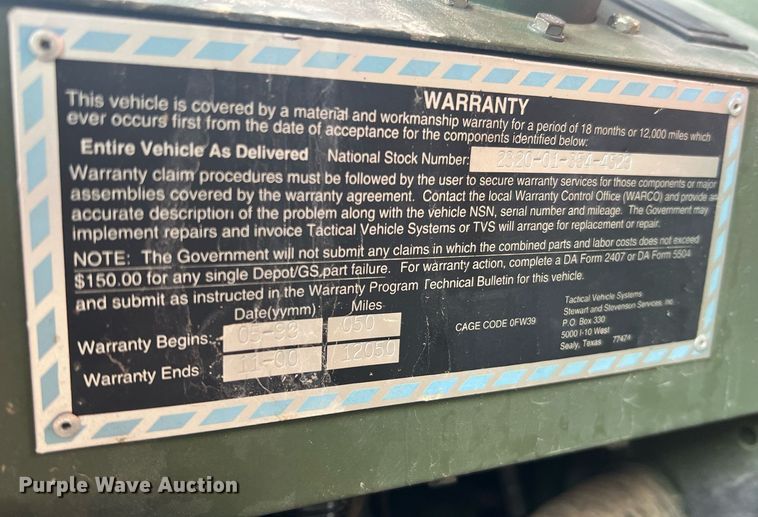 WARRANTY
This vehicle is covered by a material and workmanship warranty for a period of 18 months or 12,000 miles which
ever occurs first from the date of acceptance for the components identified below:
Entire Vehicle As Delivered National Stock Number: 2320-01-354-4529
Warranty claim procedures must be followed by the user to secure warranty services for those components or major
assemblies covered by the warranty agreement. Contact the local Warranty Control Office (WARCO) and provide an
accurate description of the problem along with the vehicle NSN, serial number and mileage. The Government may
implement repairs and invoice Tactical Vehicle Systems or TVS will arrange for replacement or repair.
NOTE: The Government will not submit any claims in which the combined parts and labor costs does not exceed
$150.00 for any single Depot/GS part failure. For warranty action, complete a DA Form 2407 or DA Form 5504
and submit as instructed in the Warranty Program Technical Bulletin for this vehicle.
Date(yymm) Miles
Warranty Begins: 050
Warranty Ends 11-00 12050
CAGE CODE 0FW39
Tactical Vehicle Systems
Stewart and Stevenson Services, Inc.
P.O. Box 330
5000 I-10 West
Sealy, Texas 77474
Purple Wave Auction